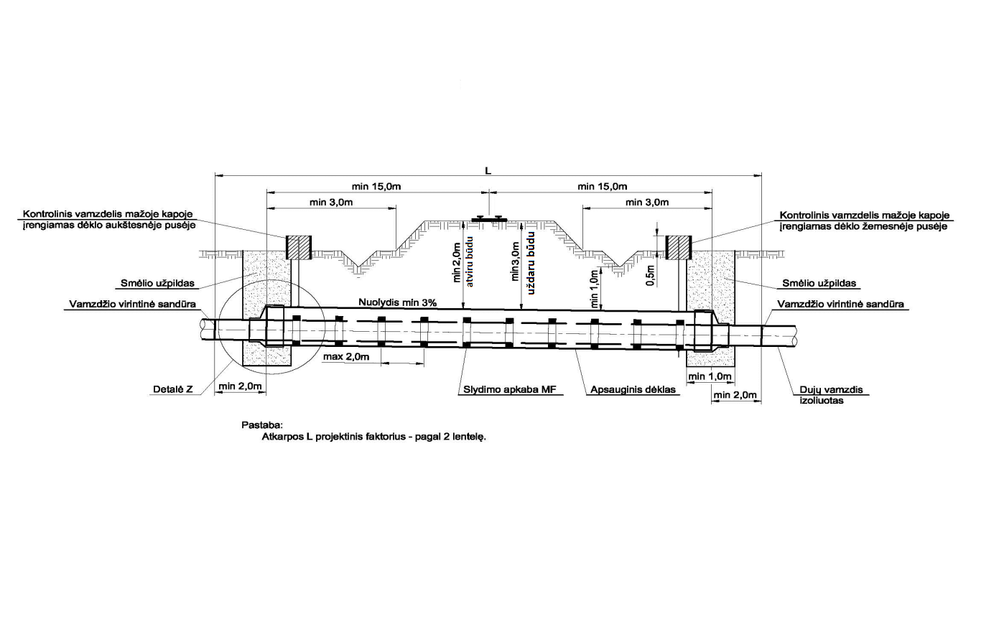 L
min 15,0m
min 15,0m
min 3,0m
min 3,0m
Kontrolinis vamzdelis mažoje kapoje
įrengiamas dėklo aukštesnėje pusėje
Kontrolinis vamzdelis mažoje kapoje
įrengiamas dėklo žemesnėje pusėje
min 2,0m
atviru būdu
min3,0m
uždaru būdu
min 1,0m
0,5m
Smėlio užpildas
Smėlio užpildas
Vamzdžio virintinė sandūra
Nuolydis min 3%
Vamzdžio virintinė sandūra
max 2,0m
min 1,0m
Detalė Z
min 2,0m
Slydimo apkaba MF
Apsauginis dėklas
min 2,0m
Dujų vamzdis
izoliuotas
Pastaba:
Atkarpos L projektinis faktorius - pagal 2 lentelę.